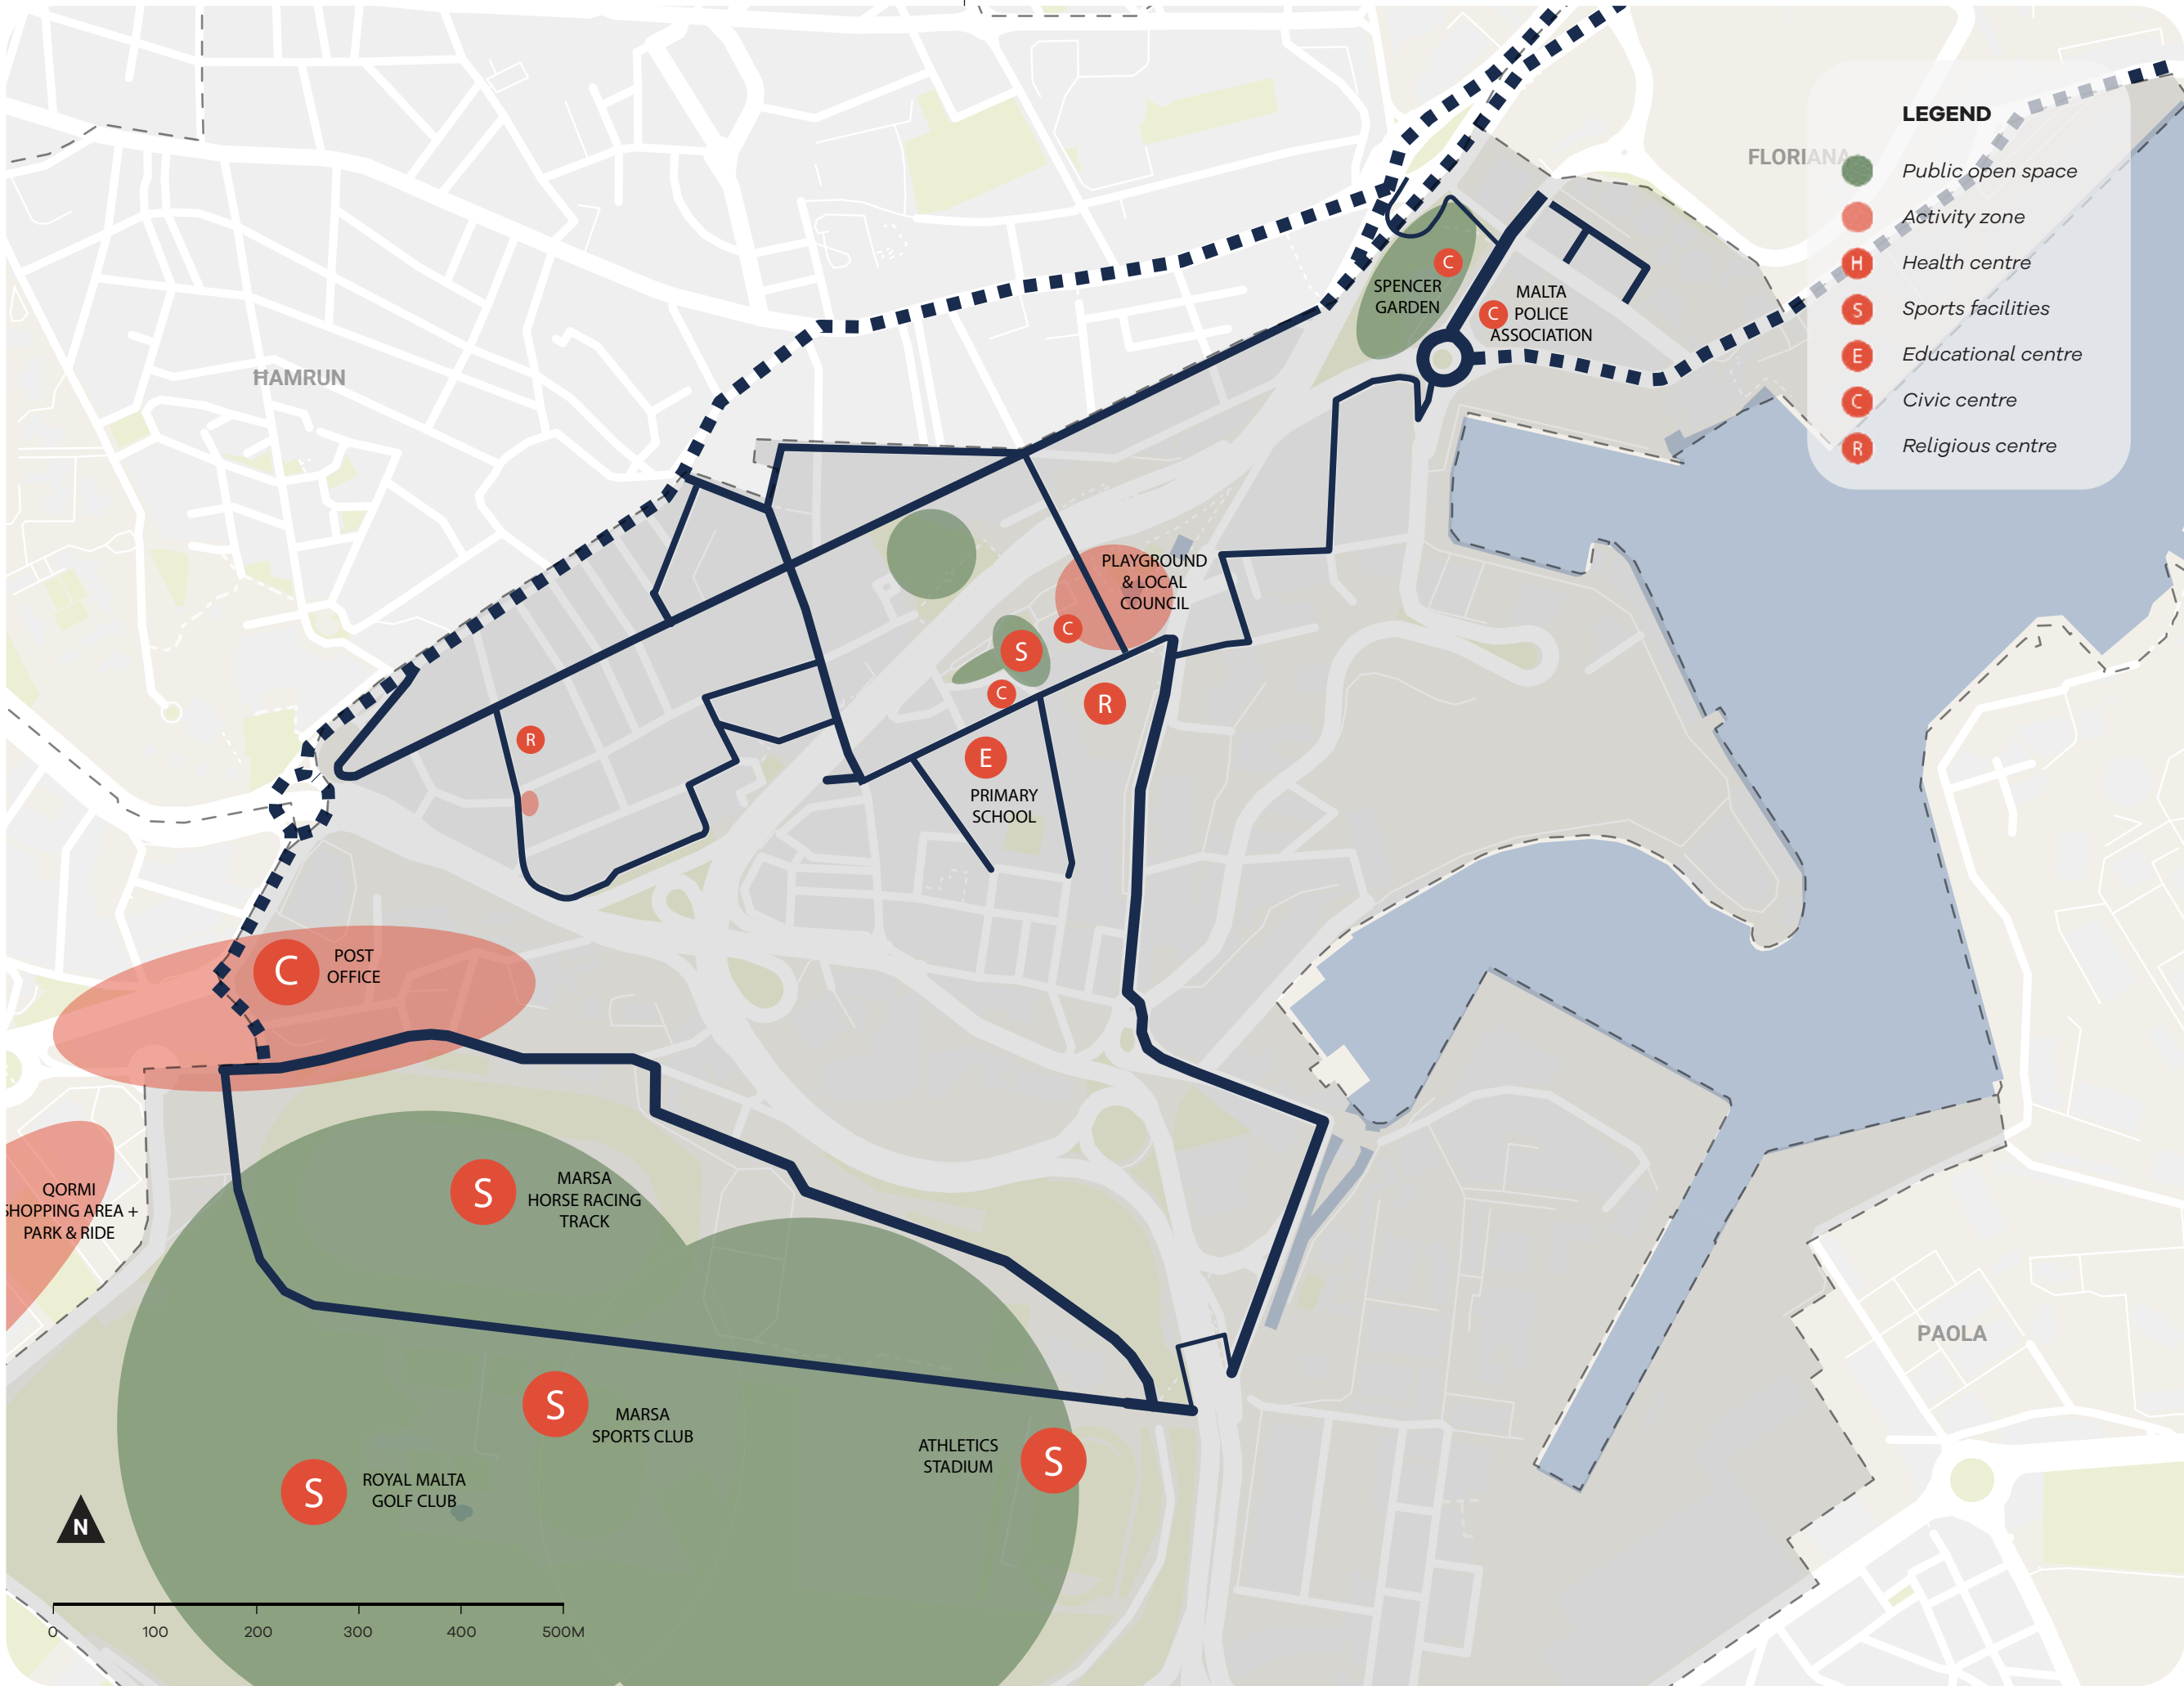 LEGEND
Public open space
Activity zone
H
Health centre
S
Sports facilities
E
Educational centre
C
Civic centre
R
Religious centre
FLORIANA
C
SPENCER
GARDEN
C
MALTA
POLICE
ASSOCIATION
ĦAMRUN
PLAYGROUND
& LOCAL
COUNCIL
C
S
C
R
R
E
PRIMARY
SCHOOL
C
POST
OFFICE
QORMI
SHOPPING AREA +
PARK & RIDE
S
MARSA
HORSE RACING
TRACK
PAOLA
S
MARSA
SPORTS CLUB
ATHLETICS
STADIUM
S
S
ROYAL MALTA
GOLF CLUB
N
0 100 200 300 400 500M